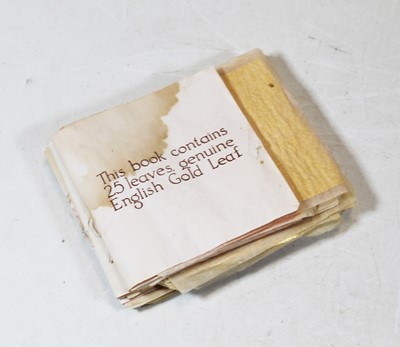 This book contains
25 leaves genuine
English Gold Leaf